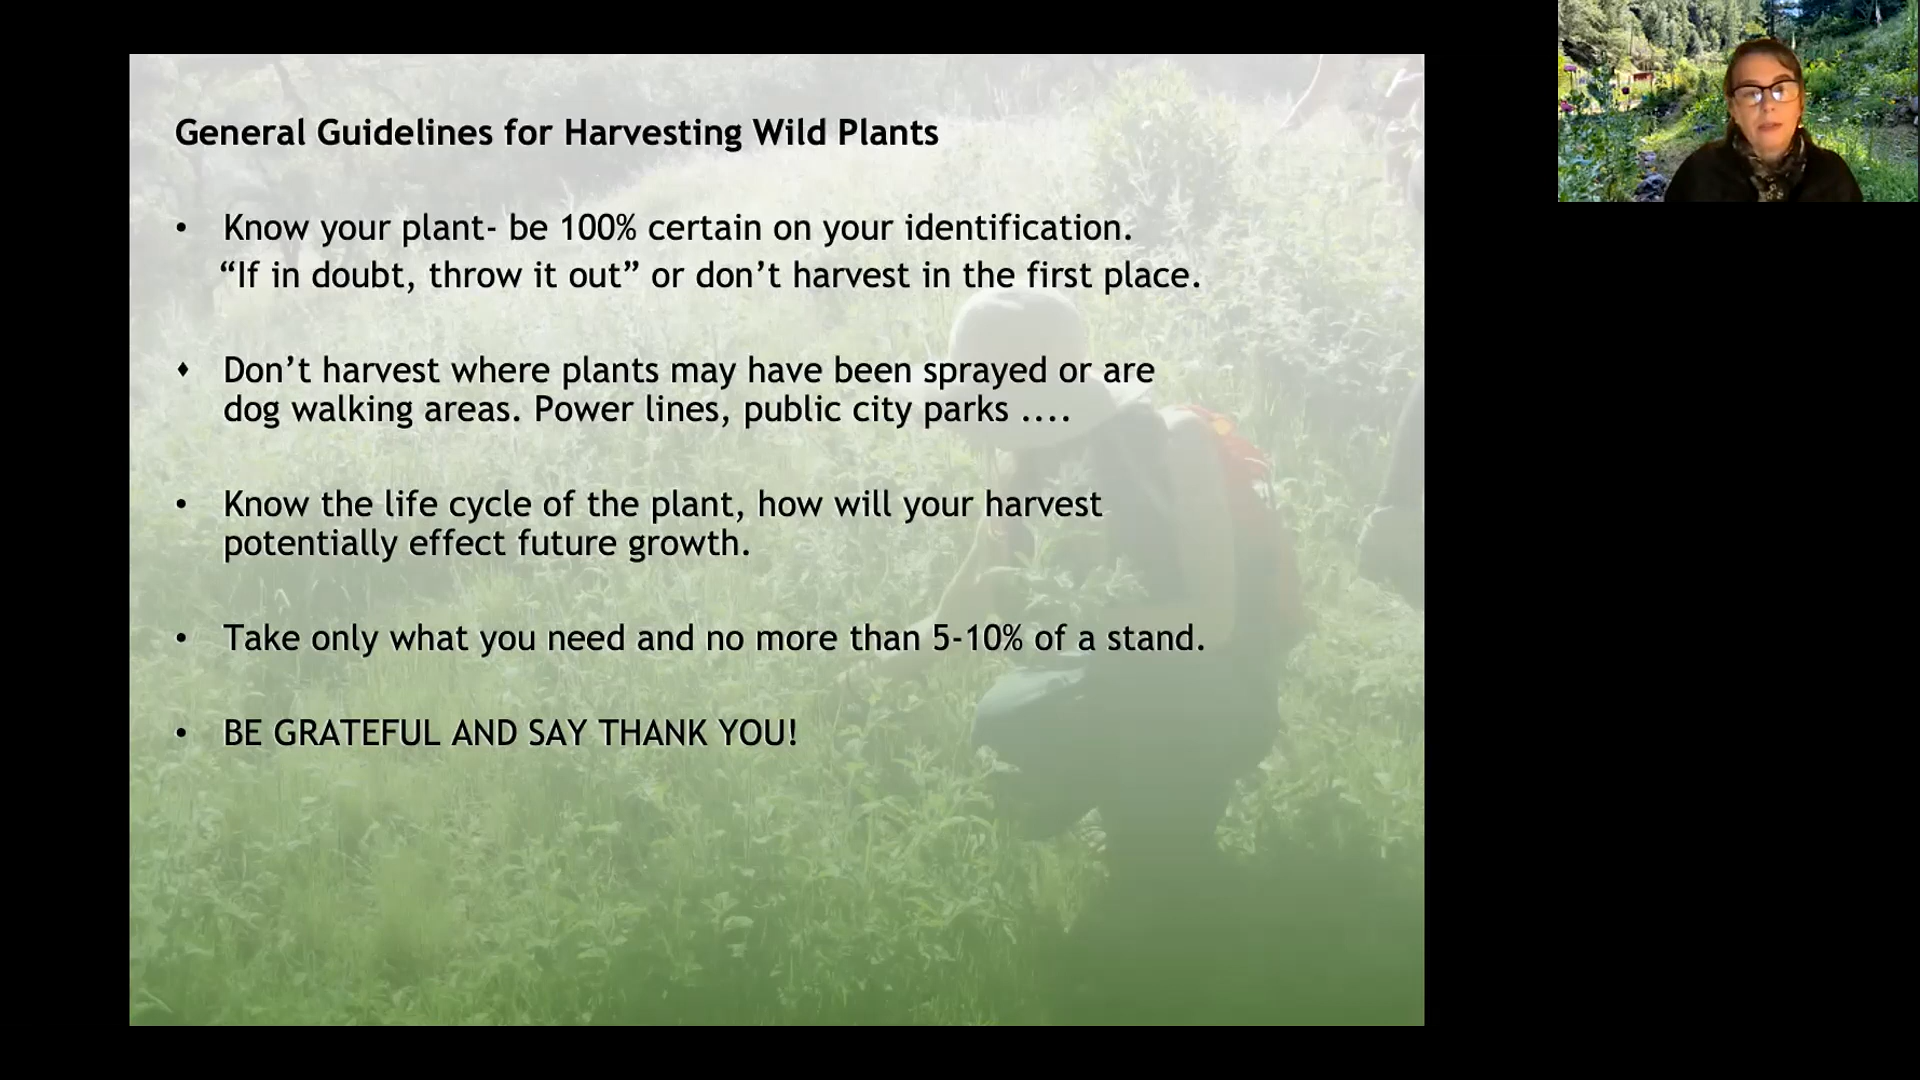 General Guidelines for Harvesting Wild Plants
• Know your plant- be 100% certain on your identification.
“If in doubt, throw it out” or don’t harvest in the first place.
♦ Don’t harvest where plants may have been sprayed or are
dog walking areas. Power lines, public city parks ....
• Know the life cycle of the plant, how will your harvest
potentially effect future growth.
• Take only what you need and no more than 5-10% of a stand.
• BE GRATEFUL AND SAY THANK YOU!